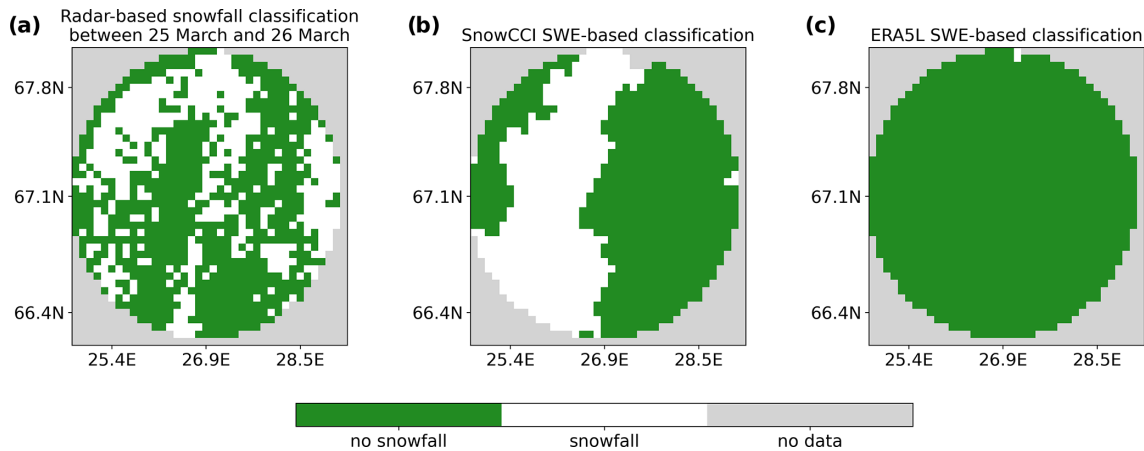 (a)
Radar-based snowfall classification
between 25 March and 26 March
(b)
SnowCCI SWE-based classification
(c)
ERA5L SWE-based classification
67.8N
67.1N
66.4N
25.4E 26.9E 28.5E
67.8N
67.1N
66.4N
25.4E 26.9E 28.5E
67.8N
67.1N
66.4N
25.4E 26.9E 28.5E
no snowfall snowfall no data